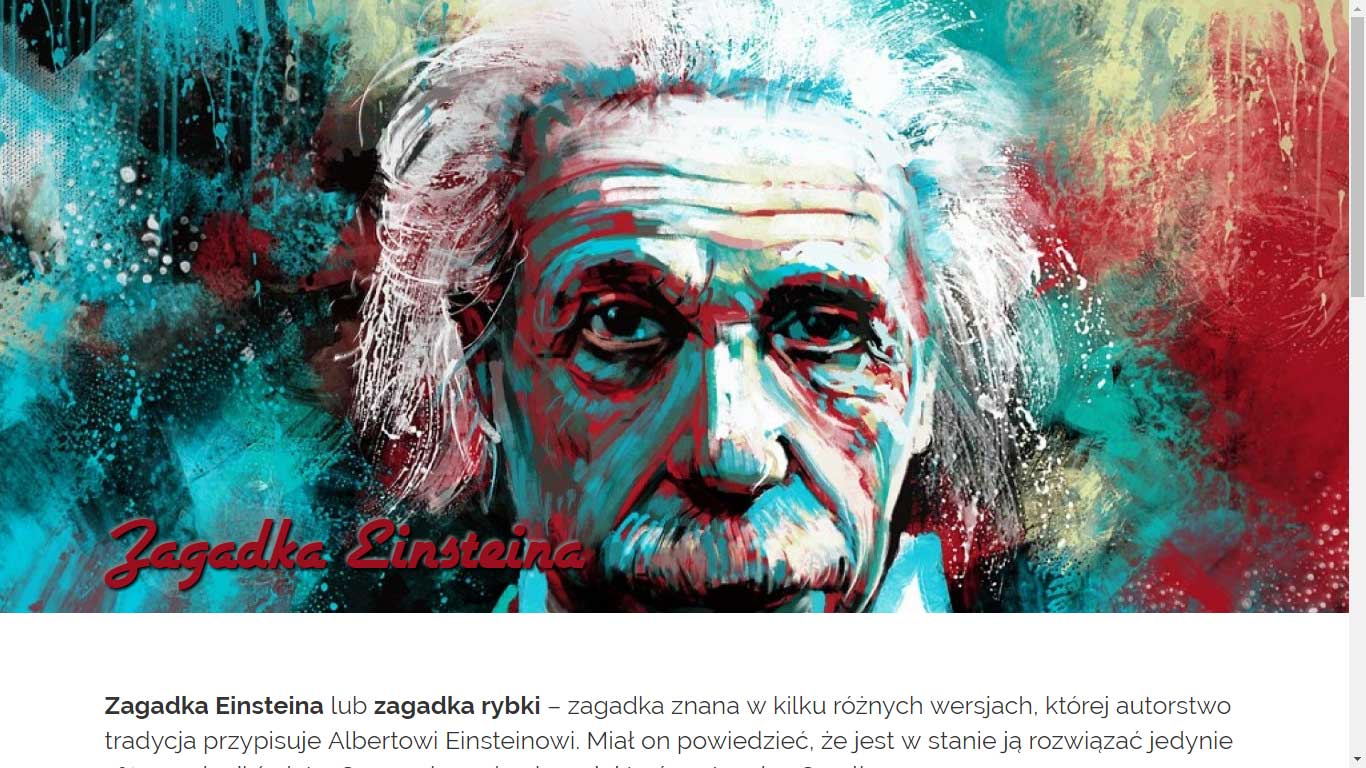 Zagadka Einsteina
Zagadka Einsteina lub zagadka rybki – zagadka znana w kilku różnych wersjach, której autorstwo
tradycja przypisuje Albertowi Einsteinowi. Miał on powiedzieć, że jest w stanie ją rozwiązać jedynie